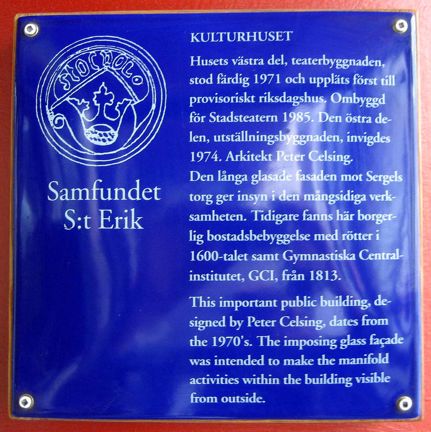 STOCHOLM
Samfundet
S:t Erik
KULTURHUSET
Husets västra del, teaterbyggnaden,
stod färdig 1971 och uppläts först till
provisoriskt riksdagshus. Ombyggd
för Stadsteatern 1985. Den östra de-
len, utställningsbyggnaden, invigdes
1974. Arkitekt Peter Celsing.
Den långa glasade fasaden mot Sergels
torg ger insyn i den mångsidiga verk-
samheten. Tidigare fanns här borger-
lig bostadsbebyggelse med rötter i
1600-talet samt Gymnastiska Central-
institutet, GCI, från 1813.
This important public building, de-
signed by Peter Celsing, dates from
the 1970's. The imposing glass façade
was intended to make the manifold
activities within the building visible
from outside.